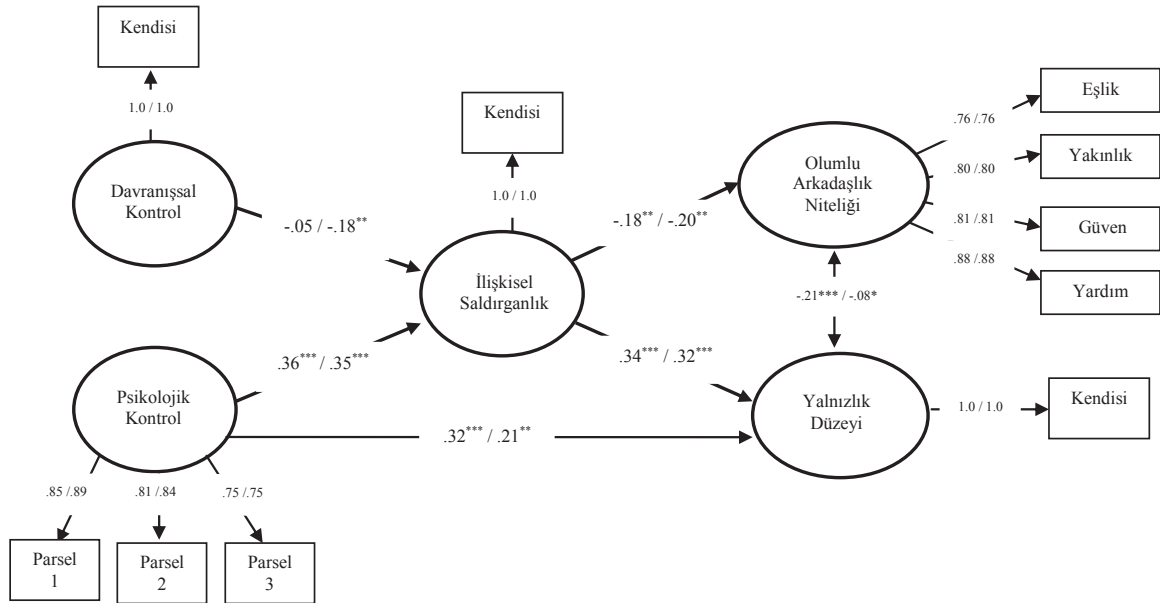 Kendisi
1.0 / 1.0
Davranışsal
Kontrol
-.05 / -.18**
Kendisi
1.0 / 1.0
İlişkisel
Saldırganlık
Psikolojik
Kontrol
.36*** / .35***
.85 /.89
.81 /.84
.75 /.75
Parsel
1
Parsel
2
Parsel
3
.32*** / .21**
-.18** / -.20**
.34*** / .32***
Olumlu
Arkadaşlık
Niteliği
-.21*** / -.08*
Yalnızlık
Düzeyi
.76 /.76
.80 /.80
.81 /.81
.88 /.88
Eşlik
Yakınlık
Güven
Yardım
1.0 / 1.0
Kendisi